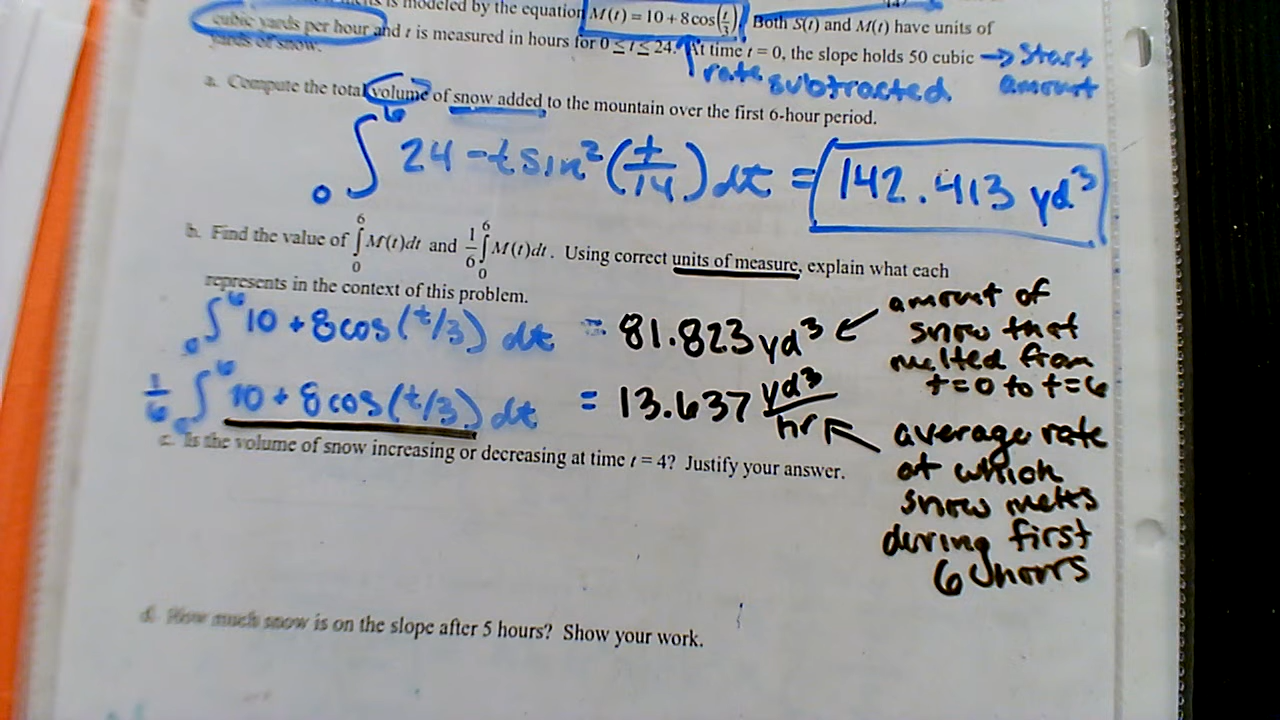 is modeled by the equation M(t) = 10 + 8cos(t/3). Both S(t) and M(t) have units of
cubic yards per hour and t is measured in hours for 0 ≤ t ≤ 24. At time t = 0, the slope holds 50 cubic → start amount
yards of snow.
rate subtracted
a. Compute the total volume of snow added to the mountain over the first 6-hour period.
∫₀⁶ 24 - t sin²(t/14) dt = 142.413 yd³
b. Find the value of ∫₀⁶ M(t)dt and 1/6 ∫₀⁶ M(t)dt. Using correct units of measure, explain what each
represents in the context of this problem.
∫₀⁶ 10 + 8cos(t/3) dt = 81.823 yd³
amount of
snow that
melted from
t=0 to t=6
1/6 ∫₀⁶ 10 + 8cos(t/3) dt = 13.637 yd³/hr
average rate
at which
snow melts
during first
6 hours
c. Is the volume of snow increasing or decreasing at time t = 4? Justify your answer.
d. How much snow is on the slope after 5 hours? Show your work.